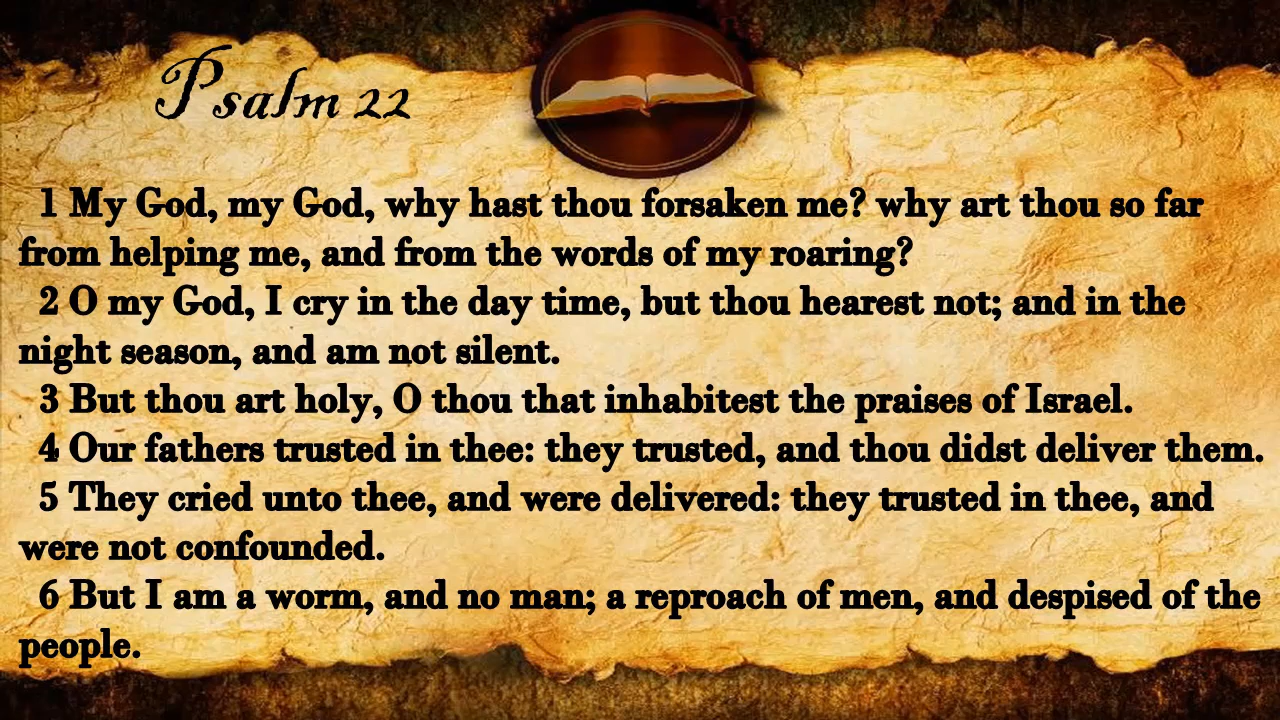 Psalm 22
1 My God, my God, why hast thou forsaken me? why art thou so far
from helping me, and from the words of my roaring?
2 O my God, I cry in the day time, but thou hearest not; and in the
night season, and am not silent.
3 But thou art holy, O thou that inhabitest the praises of Israel.
4 Our fathers trusted in thee: they trusted, and thou didst deliver them.
5 They cried unto thee, and were delivered: they trusted in thee, and
were not confounded.
6 But I am a worm, and no man; a reproach of men, and despised of the
people.